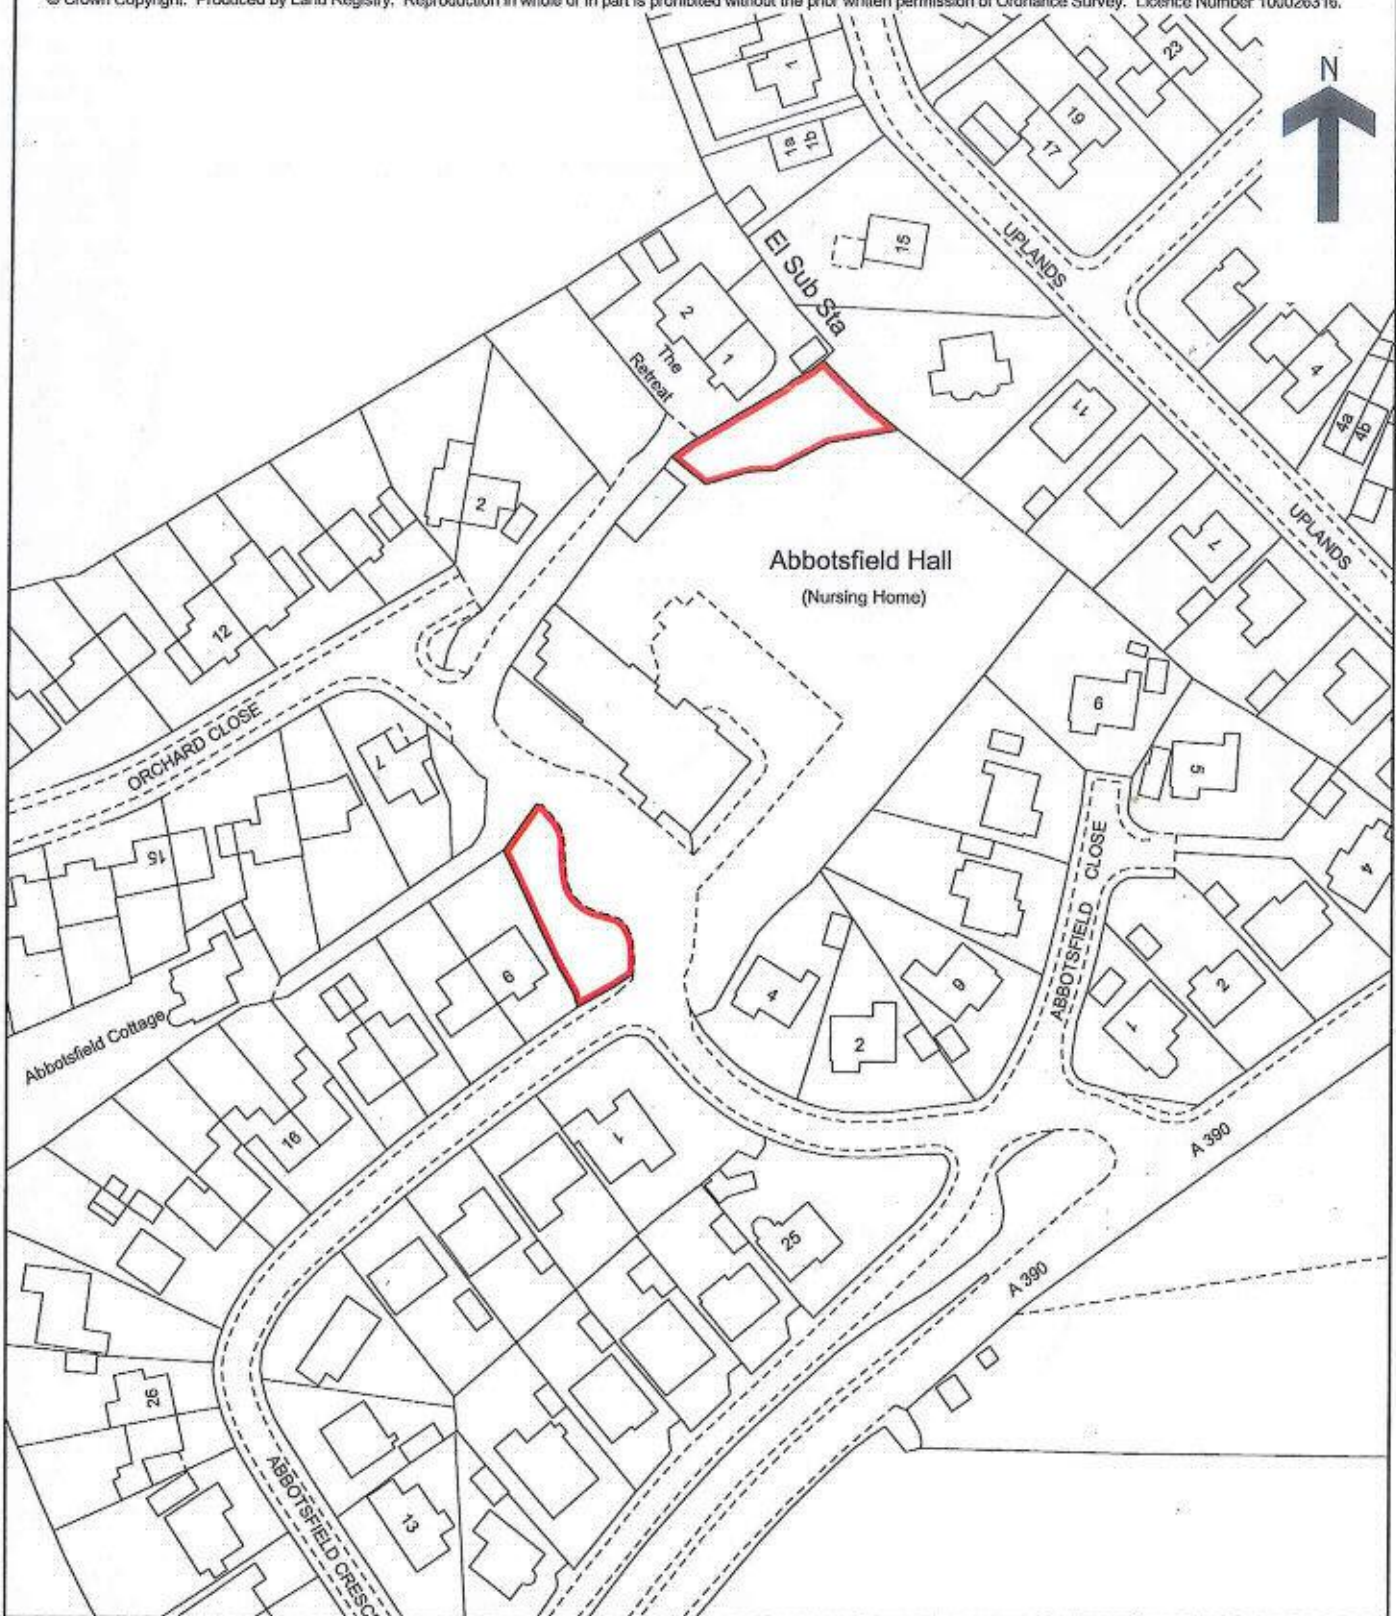 © Crown Copyright. Produced by Land Registry. Reproduction in whole or in part is prohibited without the prior written permission of Ordnance Survey. Licence Number 100026316.
N
1
23
19
17
1a
1b
15
UPLANDS
El Sub Sta
2
The
Retreat
1
4
4a
4b
11
2
UPLANDS
7
Abbotsfield Hall
(Nursing Home)
12
6
5
ORCHARD CLOSE
7
CLOSE
15
4
ABBOTSFIELD
6
4
9
2
2
1
Abbotsfield Cottage
16
1
A 390
25
A 390
26
13
ABBOTSFIELD CRESC